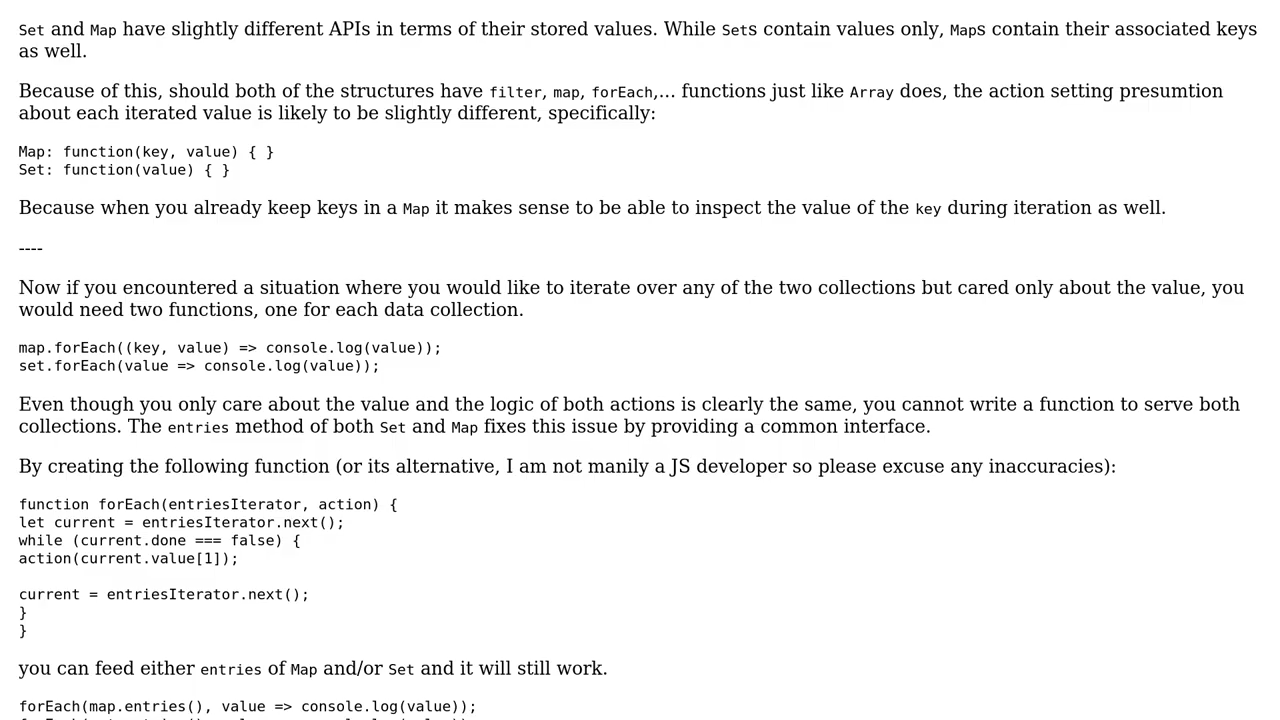 Set and Map have slightly different APIs in terms of their stored values. While Sets contain values only, Maps contain their associated keys
as well.
Because of this, should both of the structures have filter, map, forEach,... functions just like Array does, the action setting presumtion
about each iterated value is likely to be slightly different, specifically:
Map: function(key, value) { }
Set: function(value) { }
Because when you already keep keys in a Map it makes sense to be able to inspect the value of the key during iteration as well.
----
Now if you encountered a situation where you would like to iterate over any of the two collections but cared only about the value, you
would need two functions, one for each data collection.
map.forEach((key, value) => console.log(value));
set.forEach(value => console.log(value));
Even though you only care about the value and the logic of both actions is clearly the same, you cannot write a function to serve both
collections. The entries method of both Set and Map fixes this issue by providing a common interface.
By creating the following function (or its alternative, I am not manily a JS developer so please excuse any inaccuracies):
function forEach(entriesIterator, action) {
let current = entriesIterator.next();
while (current.done === false) {
action(current.value[1]);
current = entriesIterator.next();
}
}
you can feed either entries of Map and/or Set and it will still work.
forEach(map.entries(), value => console.log(value));